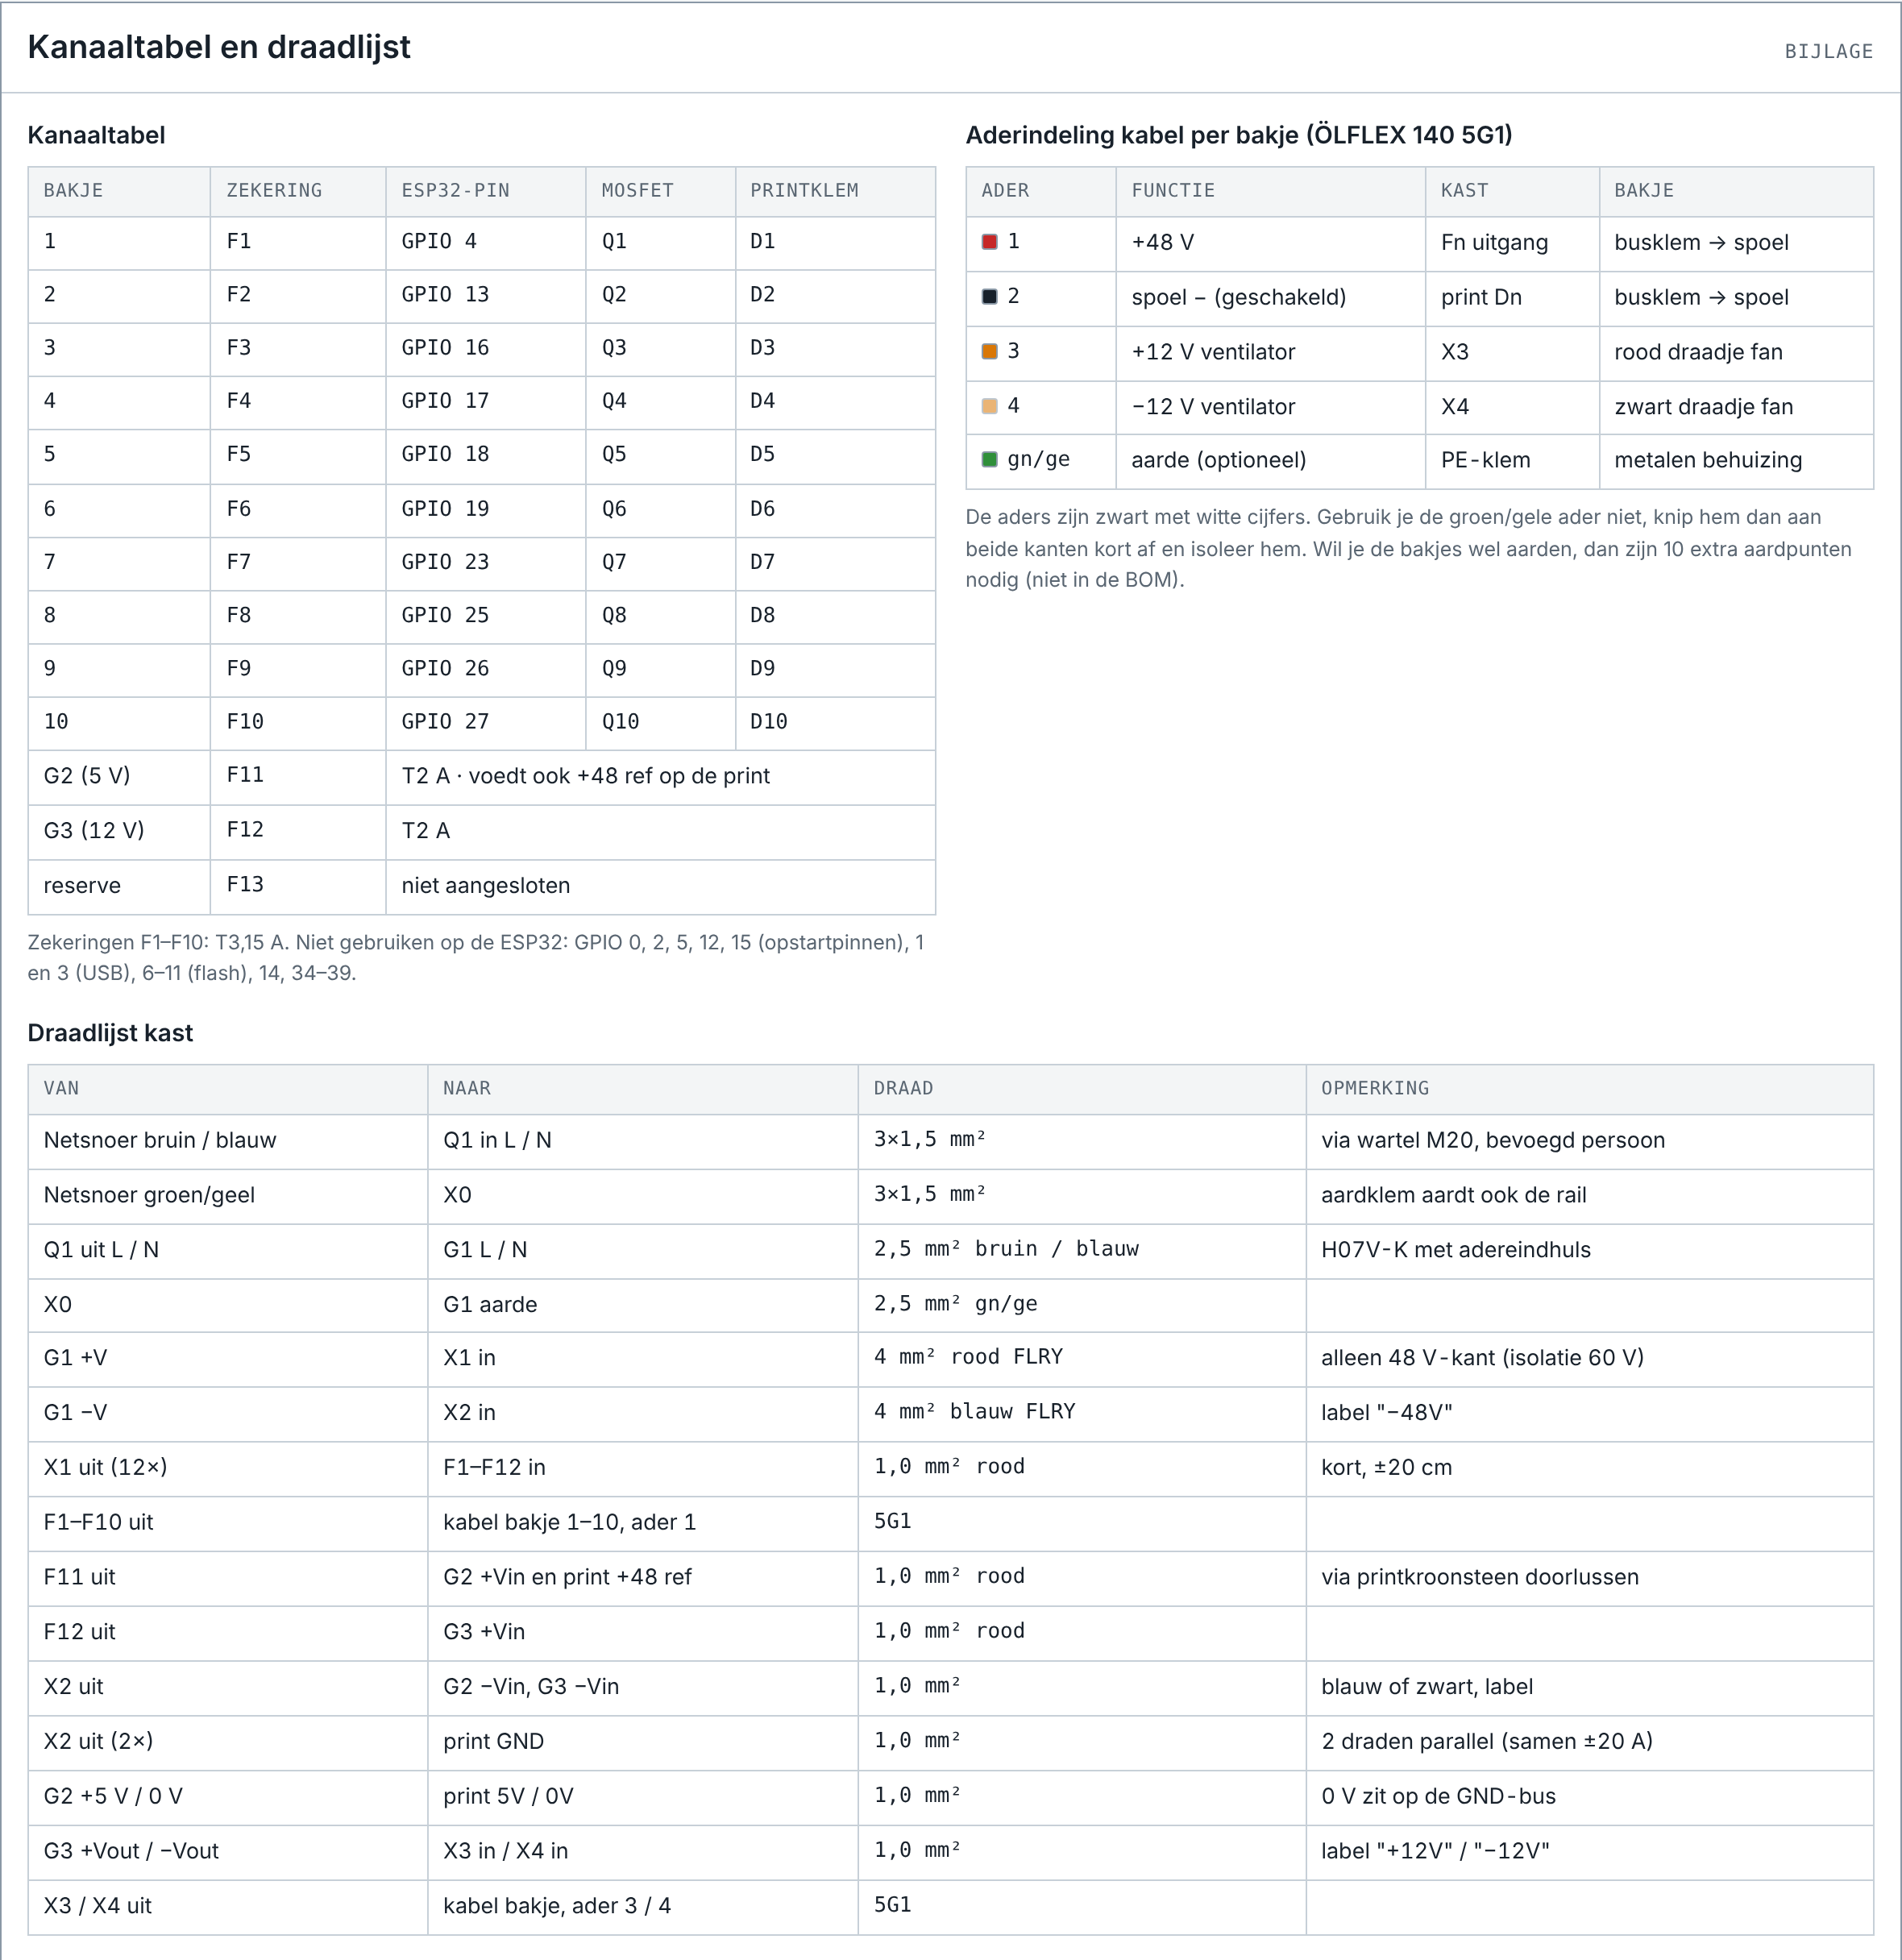 Kanaaltabel en draadlijst
BIJLAGE
Kanaaltabel
BAKJE ZEKERING ESP32-PIN MOSFET PRINTKLEM
1 F1 GPIO 4 Q1 D1
2 F2 GPIO 13 Q2 D2
3 F3 GPIO 16 Q3 D3
4 F4 GPIO 17 Q4 D4
5 F5 GPIO 18 Q5 D5
6 F6 GPIO 19 Q6 D6
7 F7 GPIO 23 Q7 D7
8 F8 GPIO 25 Q8 D8
9 F9 GPIO 26 Q9 D9
10 F10 GPIO 27 Q10 D10
G2 (5 V) F11 T2 A · voedt ook +48 ref op de print
G3 (12 V) F12 T2 A
reserve F13 niet aangesloten
Zekeringen F1–F10: T3,15 A. Niet gebruiken op de ESP32: GPIO 0, 2, 5, 12, 15 (opstartpinnen), 1
en 3 (USB), 6–11 (flash), 14, 34–39.
Aderindeling kabel per bakje (ÖLFLEX 140 5G1)
ADER FUNCTIE KAST BAKJE
1 +48 V Fn uitgang busklem → spoel
2 spoel − (geschakeld) print Dn busklem → spoel
3 +12 V ventilator X3 rood draadje fan
4 −12 V ventilator X4 zwart draadje fan
gn/ge aarde (optioneel) PE-klem metalen behuizing
De aders zijn zwart met witte cijfers. Gebruik je de groen/gele ader niet, knip hem dan aan
beide kanten kort af en isoleer hem. Wil je de bakjes wel aarden, dan zijn 10 extra aardpunten
nodig (niet in de BOM).
Draadlijst kast
VAN NAAR DRAAD OPMERKING
Netsnoer bruin / blauw Q1 in L / N 3×1,5 mm² via wartel M20, bevoegd persoon
Netsnoer groen/geel X0 3×1,5 mm² aardklem aardt ook de rail
Q1 uit L / N G1 L / N 2,5 mm² bruin / blauw H07V-K met adereindhuls
X0 G1 aarde 2,5 mm² gn/ge
G1 +V X1 in 4 mm² rood FLRY alleen 48 V-kant (isolatie 60 V)
G1 −V X2 in 4 mm² blauw FLRY label "−48V"
X1 uit (12×) F1–F12 in 1,0 mm² rood kort, ±20 cm
F1–F10 uit kabel bakje 1–10, ader 1 5G1
F11 uit G2 +Vin en print +48 ref 1,0 mm² rood via printkroonsteen doorlussen
F12 uit G3 +Vin 1,0 mm² rood
X2 uit G2 −Vin, G3 −Vin 1,0 mm² blauw of zwart, label
X2 uit (2×) print GND 1,0 mm² 2 draden parallel (samen ±20 A)
G2 +5 V / 0 V print 5V / 0V 1,0 mm² 0 V zit op de GND-bus
G3 +Vout / −Vout X3 in / X4 in 1,0 mm² label "+12V" / "−12V"
X3 / X4 uit kabel bakje, ader 3 / 4 5G1